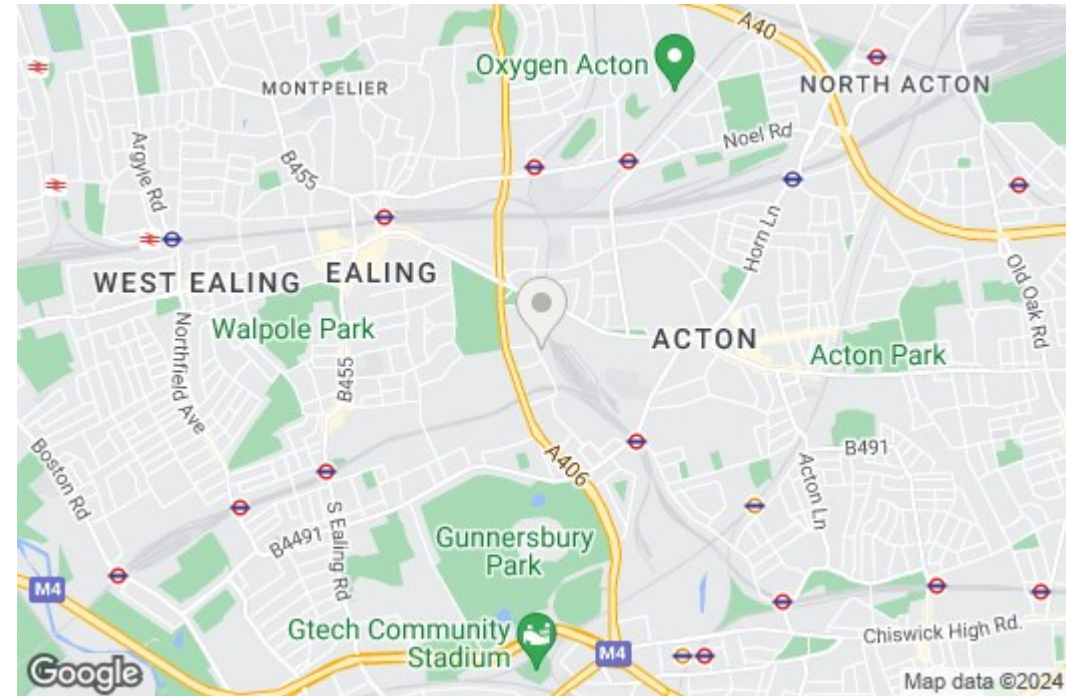 A40
Oxygen Acton
NORTH ACTON
MONTPELIER
Noel Rd
Argyle Rd
B455
Horn Ln
Old Oak Rd
WEST EALING
EALING
Walpole Park
ACTON
Acton Park
Northfield Ave
B455
Boston Rd
A406
B491
Acton Ln
S Ealing Rd
B4491
Gunnersbury
Park
M4
Gtech Community
Stadium
M4
Chiswick High Rd.
Google
Map data ©2024